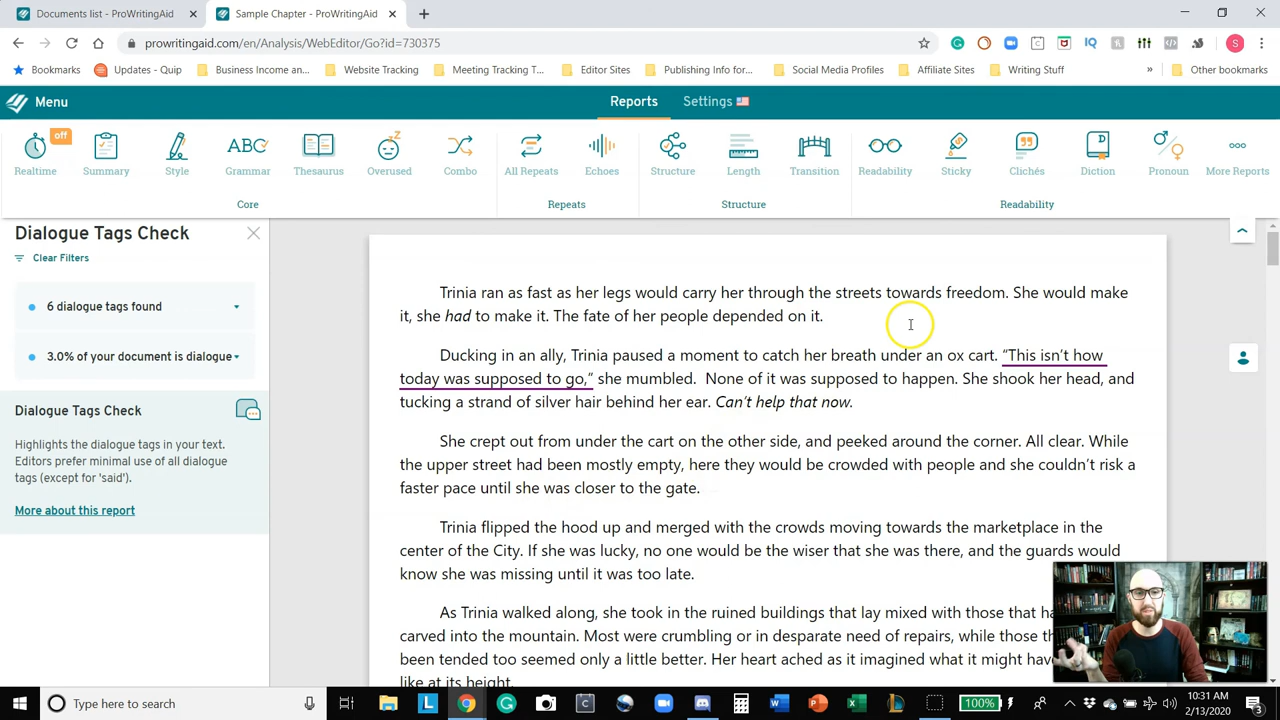 Documents list - ProWritingAid
Sample Chapter - ProWritingAid
prowritingaid.com/en/Analysis/WebEditor/Go?id=730375
S
Bookmarks
Updates - Quip
Business Income an...
Website Tracking
Meeting Tracking T...
Editor Sites
Publishing Info for...
Social Media Profiles
Affiliate Sites
Writing Stuff
»
Other bookmarks
Menu
Reports
Settings
off
Realtime
Summary
Style
ABC
Grammar
Thesaurus
Overused
Combo
All Repeats
Echoes
Structure
Length
Transition
Readability
Sticky
Clichés
Diction
Pronoun
More Reports
Core
Repeats
Structure
Readability
Dialogue Tags Check
Clear Filters
6 dialogue tags found
3.0% of your document is dialogue
Dialogue Tags Check
Highlights the dialogue tags in your text.
Editors prefer minimal use of all dialogue
tags (except for 'said').
More about this report
Trinia ran as fast as her legs would carry her through the streets towards freedom. She would make
it, she had to make it. The fate of her people depended on it.
Ducking in an ally, Trinia paused a moment to catch her breath under an ox cart. “This isn’t how
today was supposed to go,” she mumbled.  None of it was supposed to happen. She shook her head, and
tucking a strand of silver hair behind her ear. Can’t help that now.
She crept out from under the cart on the other side, and peeked around the corner. All clear. While
the upper street had been mostly empty, here they would be crowded with people and she couldn’t risk a
faster pace until she was closer to the gate.
Trinia flipped the hood up and merged with the crowds moving towards the marketplace in the
center of the City. If she was lucky, no one would be the wiser that she was there, and the guards would
know she was missing until it was too late.
As Trinia walked along, she took in the ruined buildings that lay mixed with those that
carved into the mountain. Most were crumbling or in desparate need of repairs, while those
been tended too seemed only a little better. Her heart ached as it imagined what it might
like at its height.
Type here to search
100%
10:31 AM
2/13/2020